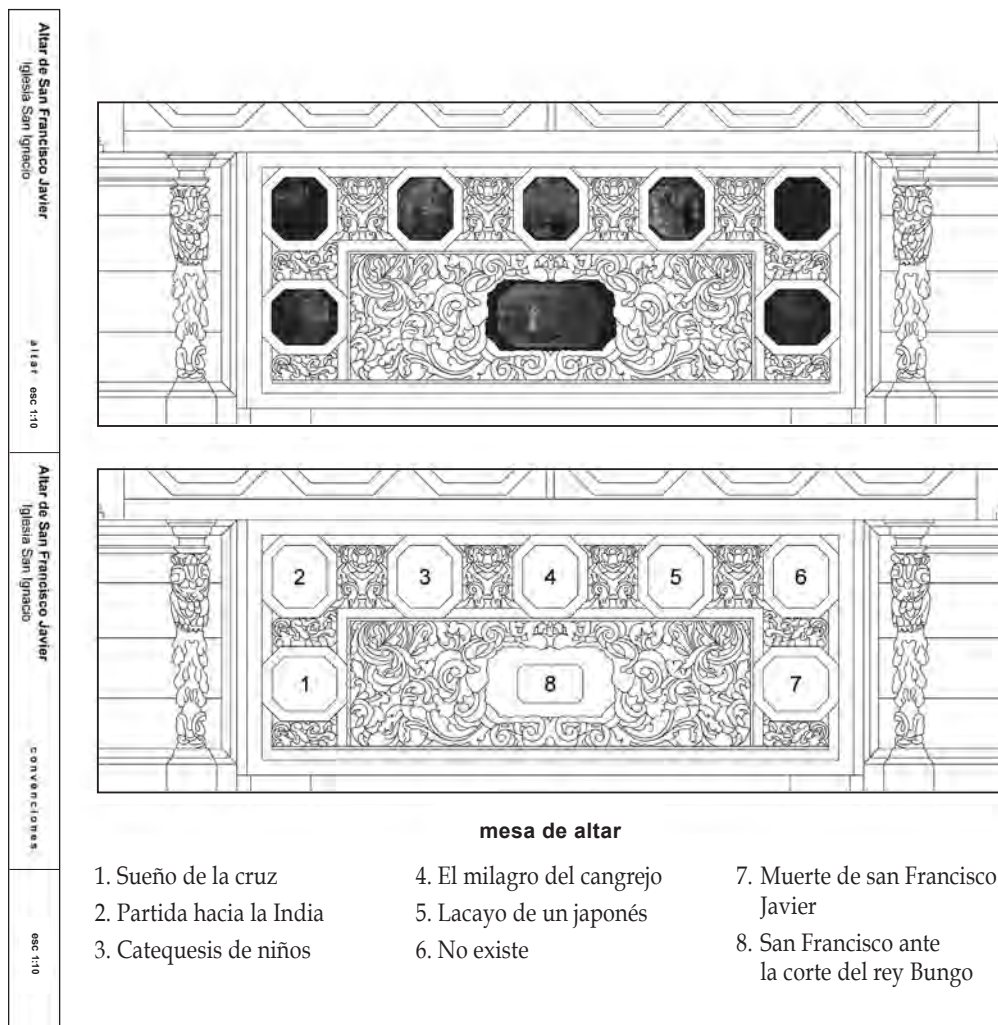 Altar de San Francisco Javier
Iglesia San Ignacio
altar esc 1:10
Altar de San Francisco Javier
Iglesia San Ignacio
convenciones
esc 1:10
2
3
4
5
6
1
8
7
mesa de altar
1. Sueño de la cruz
2. Partida hacia la India
3. Catequesis de niños
4. El milagro del cangrejo
5. Lacayo de un japonés
6. No existe
7. Muerte de san Francisco
Javier
8. San Francisco ante
la corte del rey Bungo